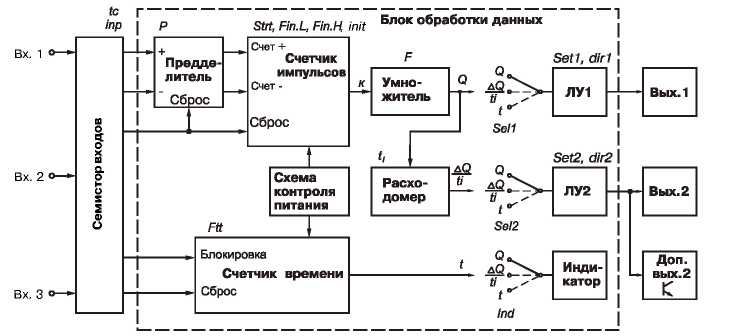 Блок обработки данных
tc
inp
P
Strt, Fin.L, Fin.H, init
F
Вх. 1
Вх. 2
Вх. 3
Семистор входов
+
Предде-
литель
-
Сброс
Счет +
Счетчик
импульсов
Счет -
Сброс
к
Умно-
житель
Q
Q
ΔQ
ti
t
Sel1
Set1, dir1
ЛУ1
Вых.1
Схема
контроля
питания
tI
Расхо-
домер
ΔQ
ti
Q
ΔQ
ti
t
Sel2
Set2, dir2
ЛУ2
Вых.2
Ftt
Блокировка
Счетчик времени
Сброс
t
Q
ΔQ
ti
t
Ind
Инди-
катор
Доп.
вых.2